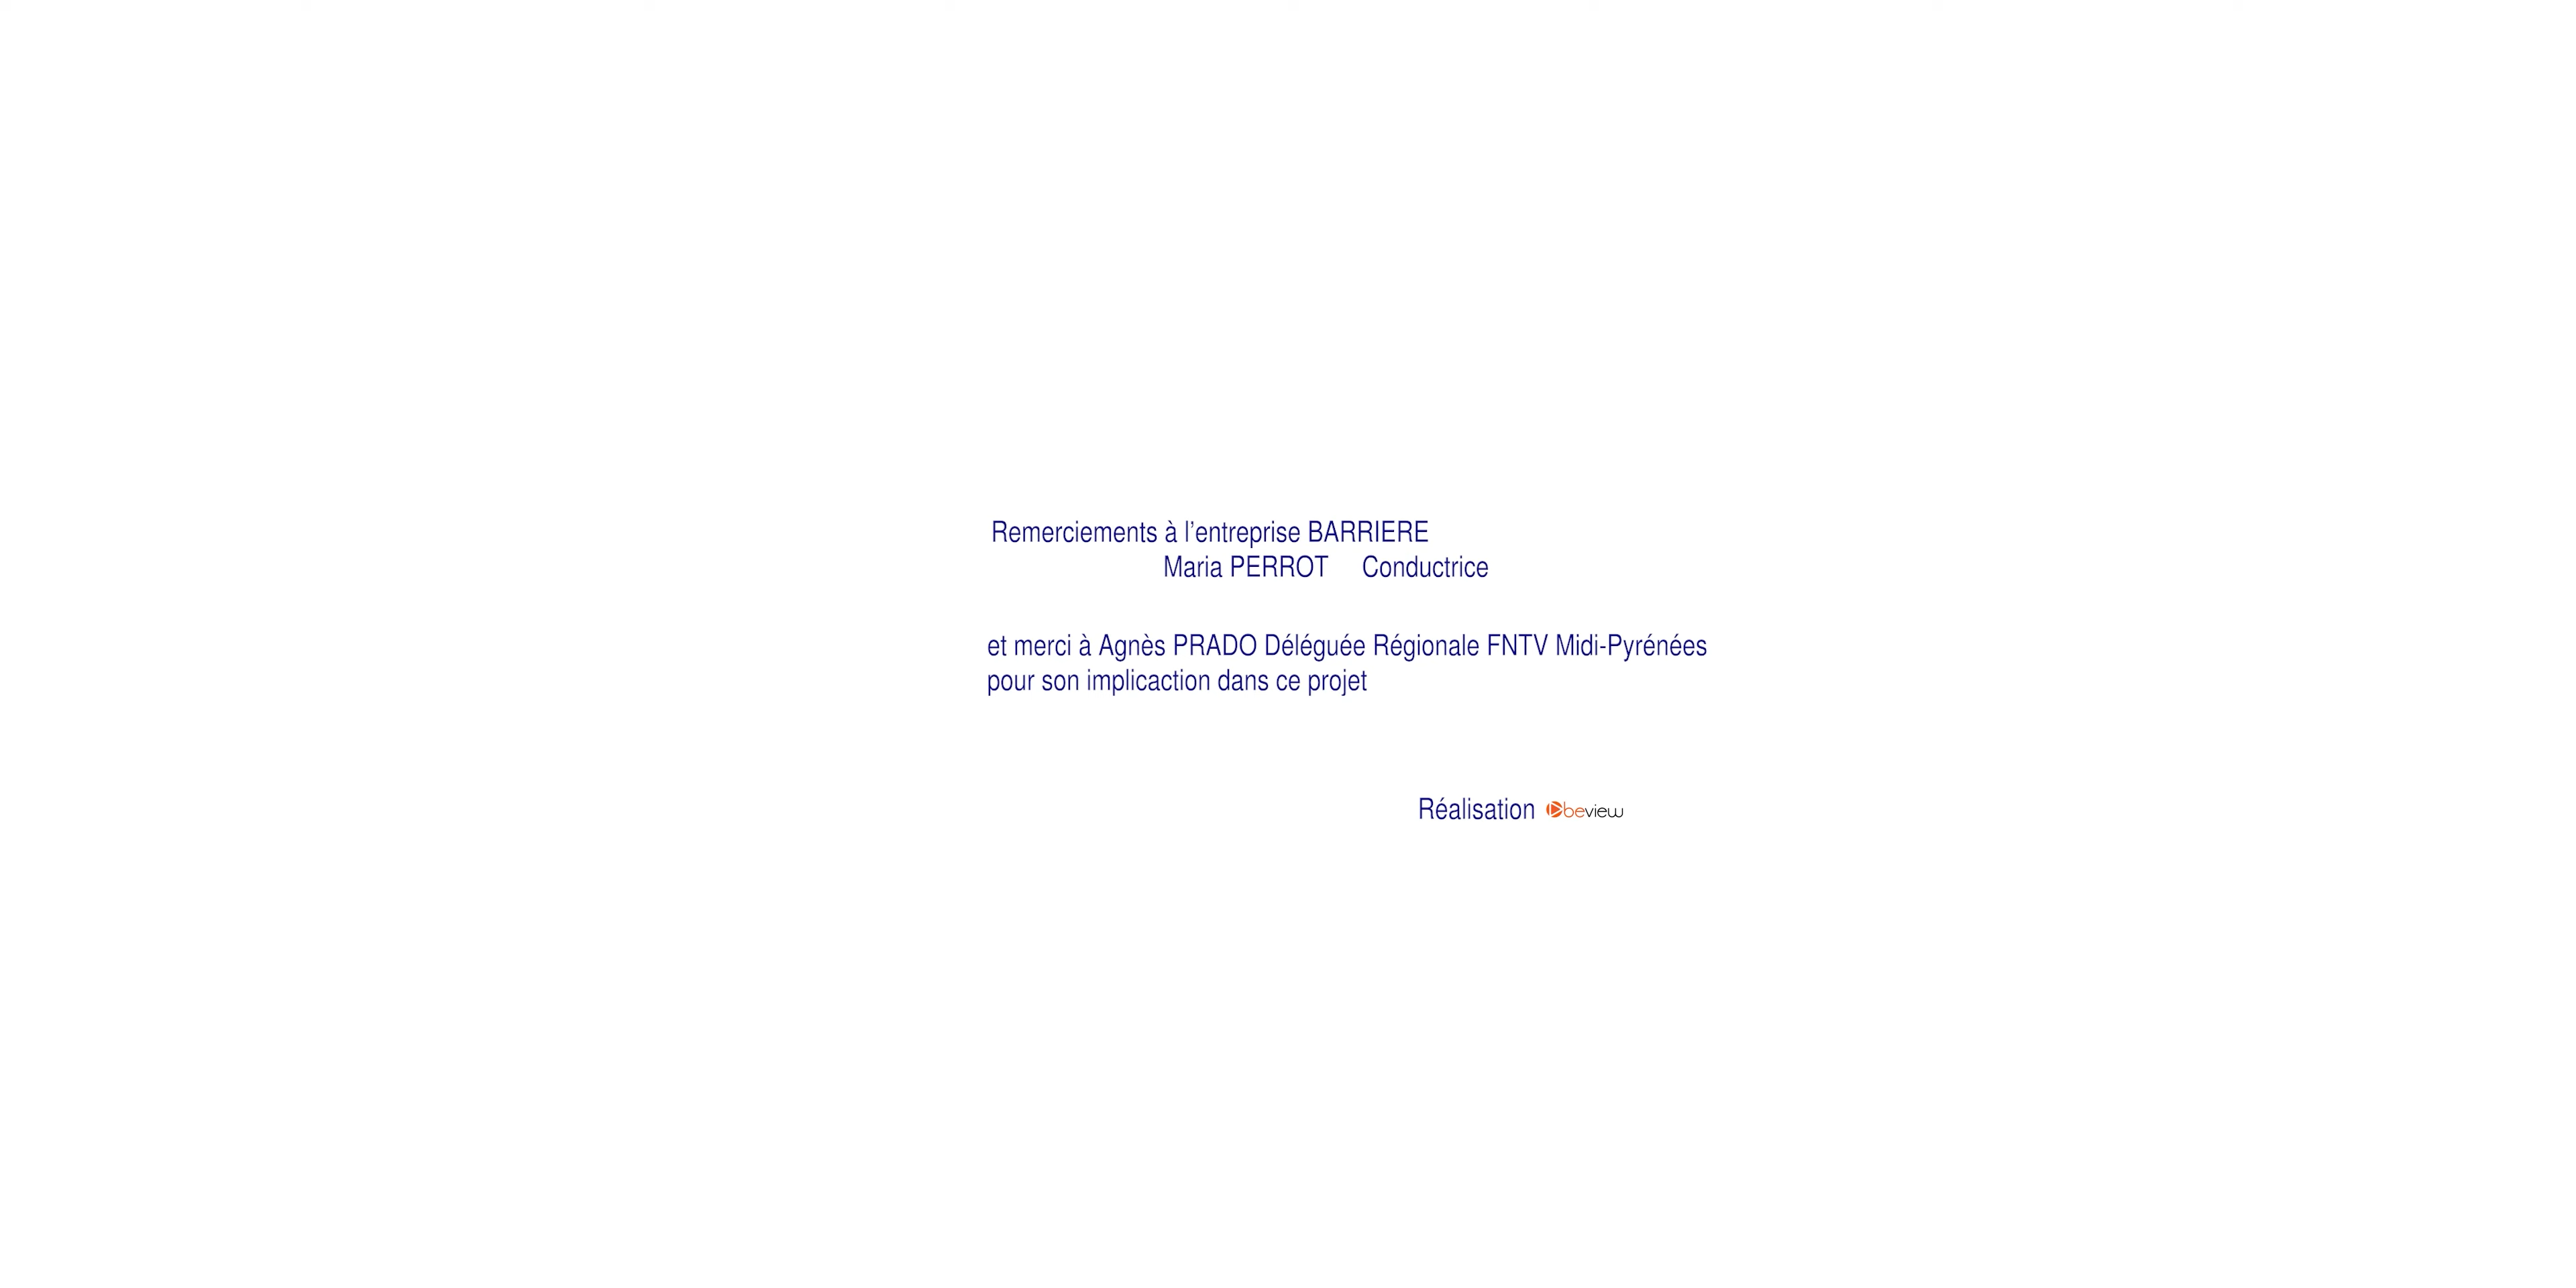 Remerciements à l’entreprise BARRIERE
Maria PERROT Conductrice
et merci à Agnès PRADO Déléguée Régionale FNTV Midi-Pyrénées
pour son implicaction dans ce projet
Réalisation beview